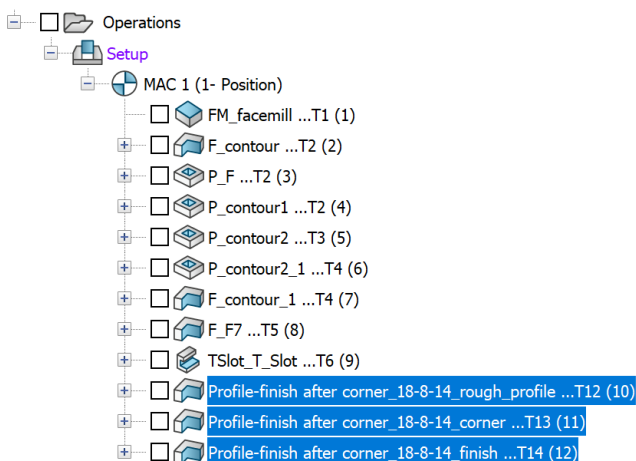 Operations
Setup
MAC 1 (1- Position)
FM_facemill ...T1 (1)
F_contour ...T2 (2)
P_F ...T2 (3)
P_contour1 ...T2 (4)
P_contour2 ...T3 (5)
P_contour2_1 ...T4 (6)
F_contour_1 ...T4 (7)
F_F7 ...T5 (8)
TSlot_T_Slot ...T6 (9)
Profile-finish after corner_18-8-14_rough_profile ...T12 (10)
Profile-finish after corner_18-8-14_corner ...T13 (11)
Profile-finish after corner_18-8-14_finish ...T14 (12)